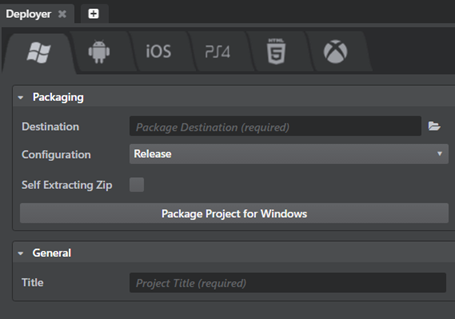 Deployer
iOS PS4 HTML 5
Packaging
Destination Package Destination (required)
Configuration Release
Self Extracting Zip
Package Project for Windows
General
Title Project Title (required)